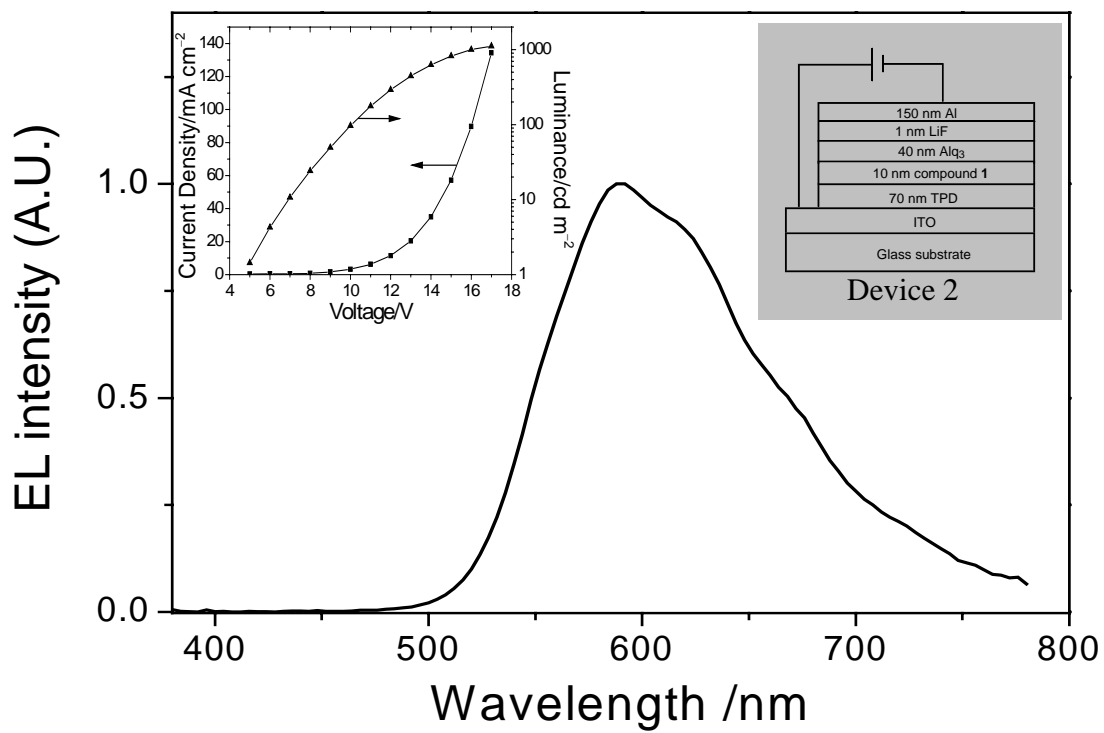 EL intensity (A.U.)
1.0
0.5
0.0
400 500 600 700 800
Wavelength /nm
Current Density/mA cm−2
140
120
100
80
60
40
20
0
4 6 8 10 12 14 16 18
Voltage/V
1000
100
10
1
Luminance/cd m−2
150 nm Al
1 nm LiF
40 nm Alq3
10 nm compound 1
70 nm TPD
ITO
Glass substrate
Device 2